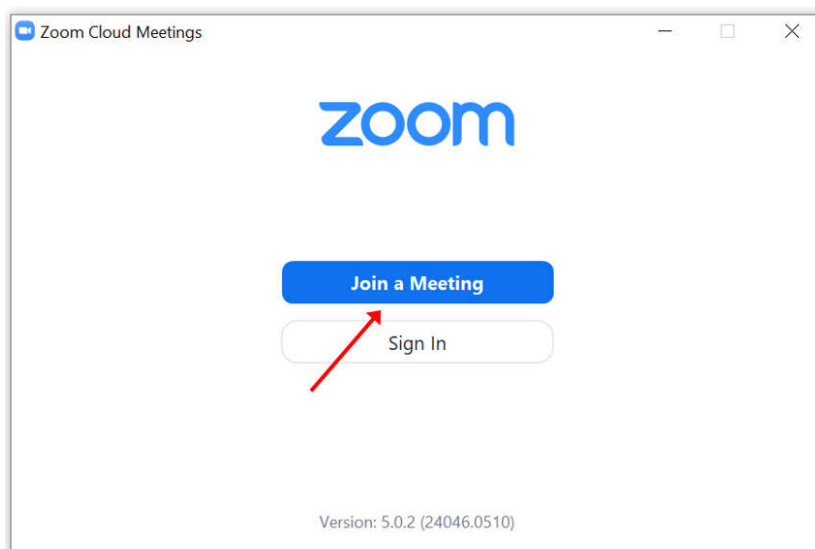 Zoom Cloud Meetings
zoom
Join a Meeting
Sign In
Version: 5.0.2 (24046.0510)